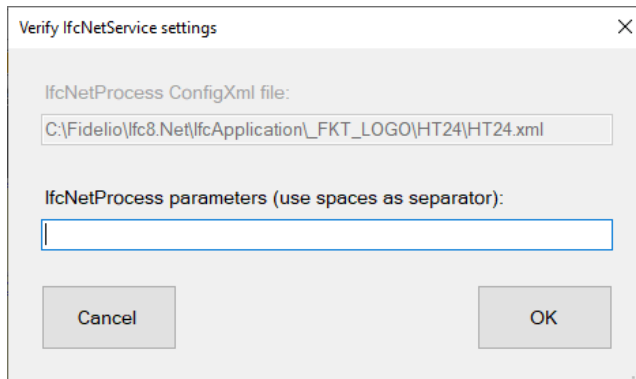 Verify IfcNetService settings
IfcNetProcess ConfigXml file:
C:\Fidelio\Ifc8.Net\IfcApplication\_FKT_LOGO\HT24\HT24.xml
IfcNetProcess parameters (use spaces as separator):
Cancel
OK